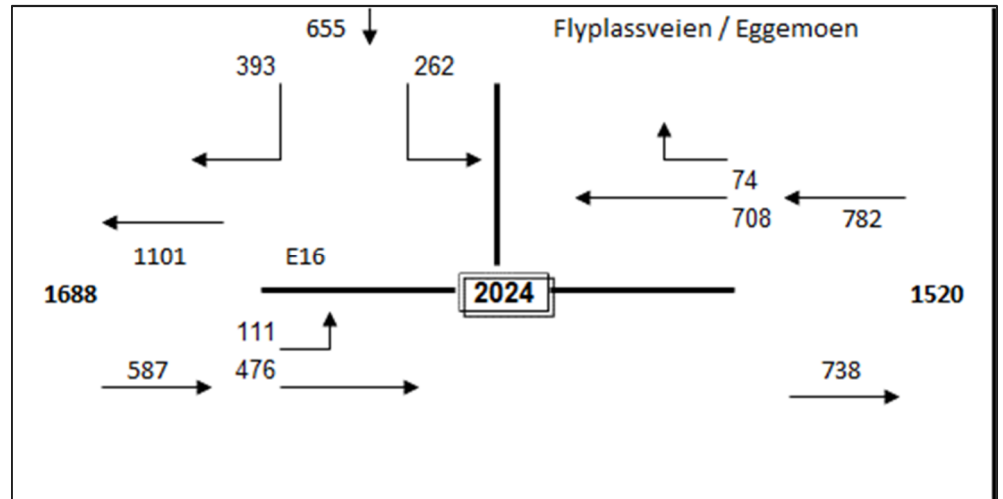 655 Flyplassveien / Eggemoen
393 262
74
708 782
1101 E16
1688 2024 1520
111
587 476 738